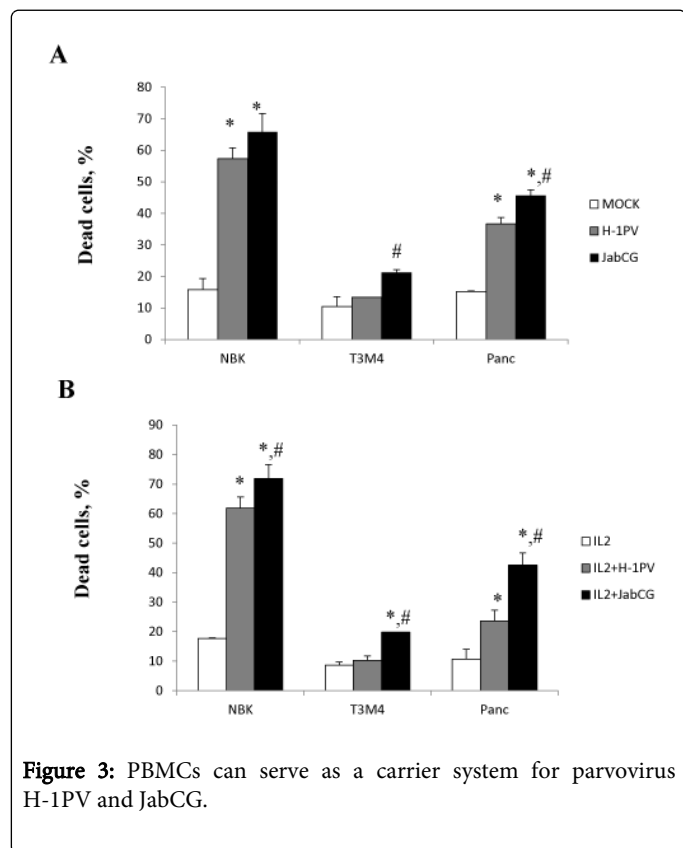 A
80
70
60
50
40
30
20
10
0
Dead cells, %
* *
#
* *,#
NBK T3M4 Panc
MOCK
H-1PV
JabCG
B
90
80
70
60
50
40
30
20
10
0
Dead cells, %
* *,#
*,#
* *,#
NBK T3M4 Panc
IL2
IL2+H-1PV
IL2+JabCG
Figure 3: PBMCs can serve as a carrier system for parvovirus
H-1PV and JabCG.